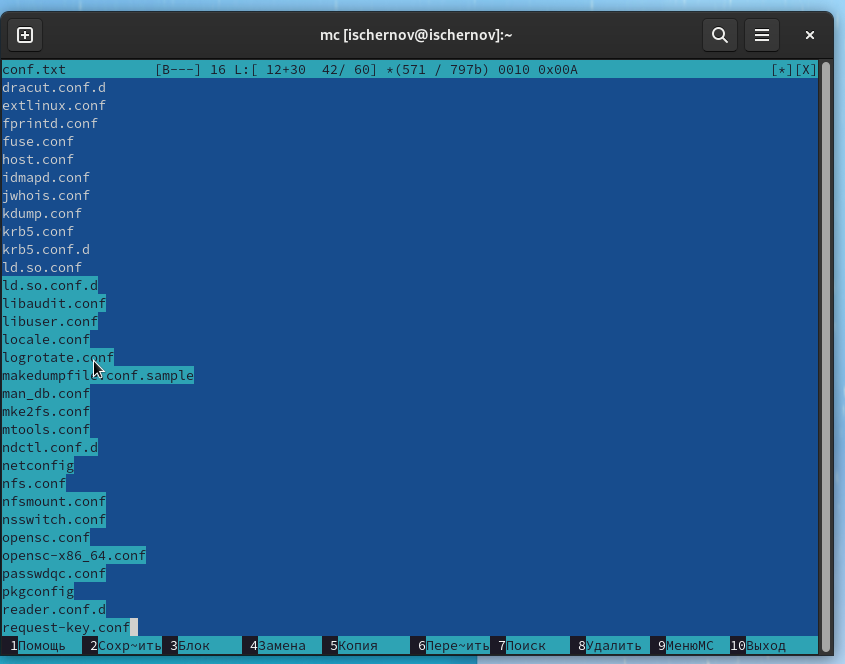 mc [ischernov@ischernov]:~
conf.txt [B---] 16 L:[ 12+30 42/ 60] *(571 / 797b) 0010 0x00A [*][X]
dracut.conf.d
extlinux.conf
fprintd.conf
fuse.conf
host.conf
idmapd.conf
jwhois.conf
kdump.conf
krb5.conf
krb5.conf.d
ld.so.conf
ld.so.conf.d
libaudit.conf
libuser.conf
locale.conf
logrotate.conf
makedumpfile.conf.sample
man_db.conf
mke2fs.conf
mtools.conf
ndctl.conf.d
netconfig
nfs.conf
nfsmount.conf
nsswitch.conf
opensc.conf
opensc-x86_64.conf
passwdqc.conf
pkgconfig
reader.conf.d
request-key.conf
1Помощь 2Сохр~ить 3Блок 4Замена 5Копия 6Пере~ить 7Поиск 8Удалить 9МенюMC 10Выход